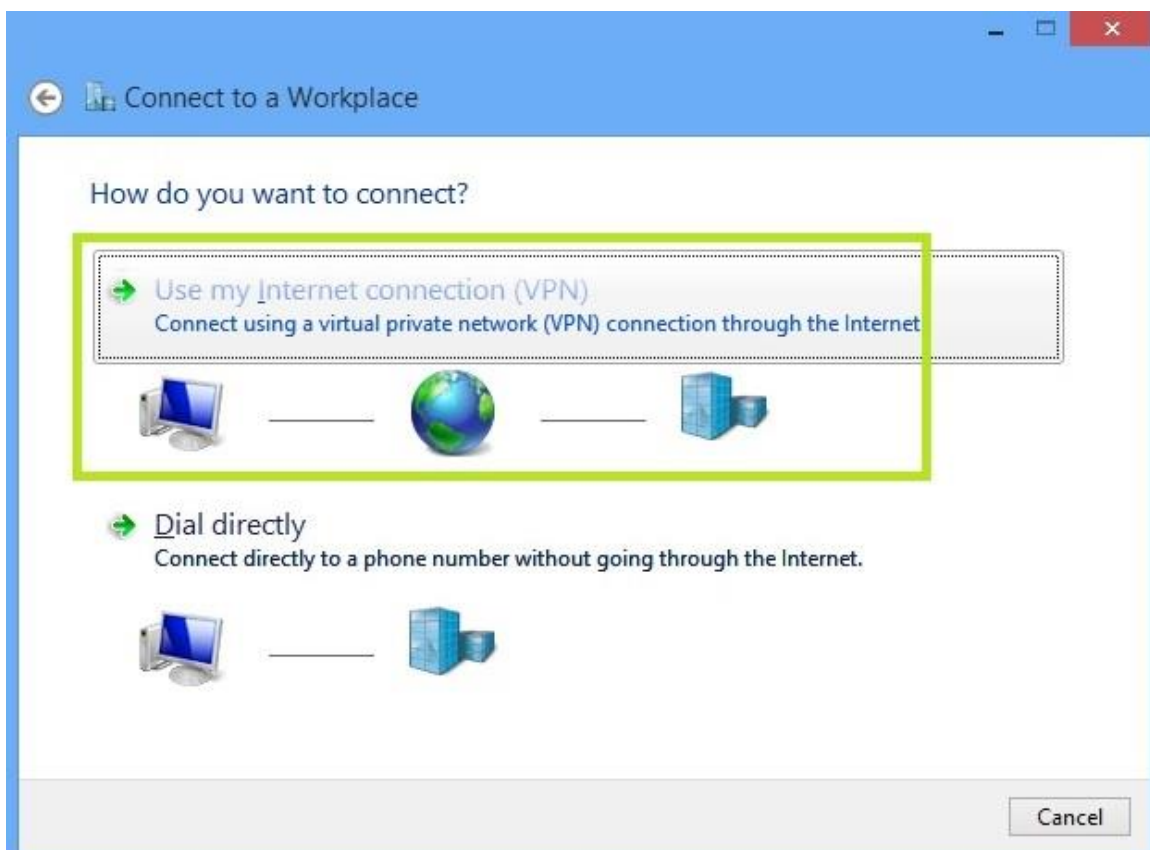 Connect to a Workplace
How do you want to connect?
Use my Internet connection (VPN)
Connect using a virtual private network (VPN) connection through the Internet
Dial directly
Connect directly to a phone number without going through the Internet.
Cancel